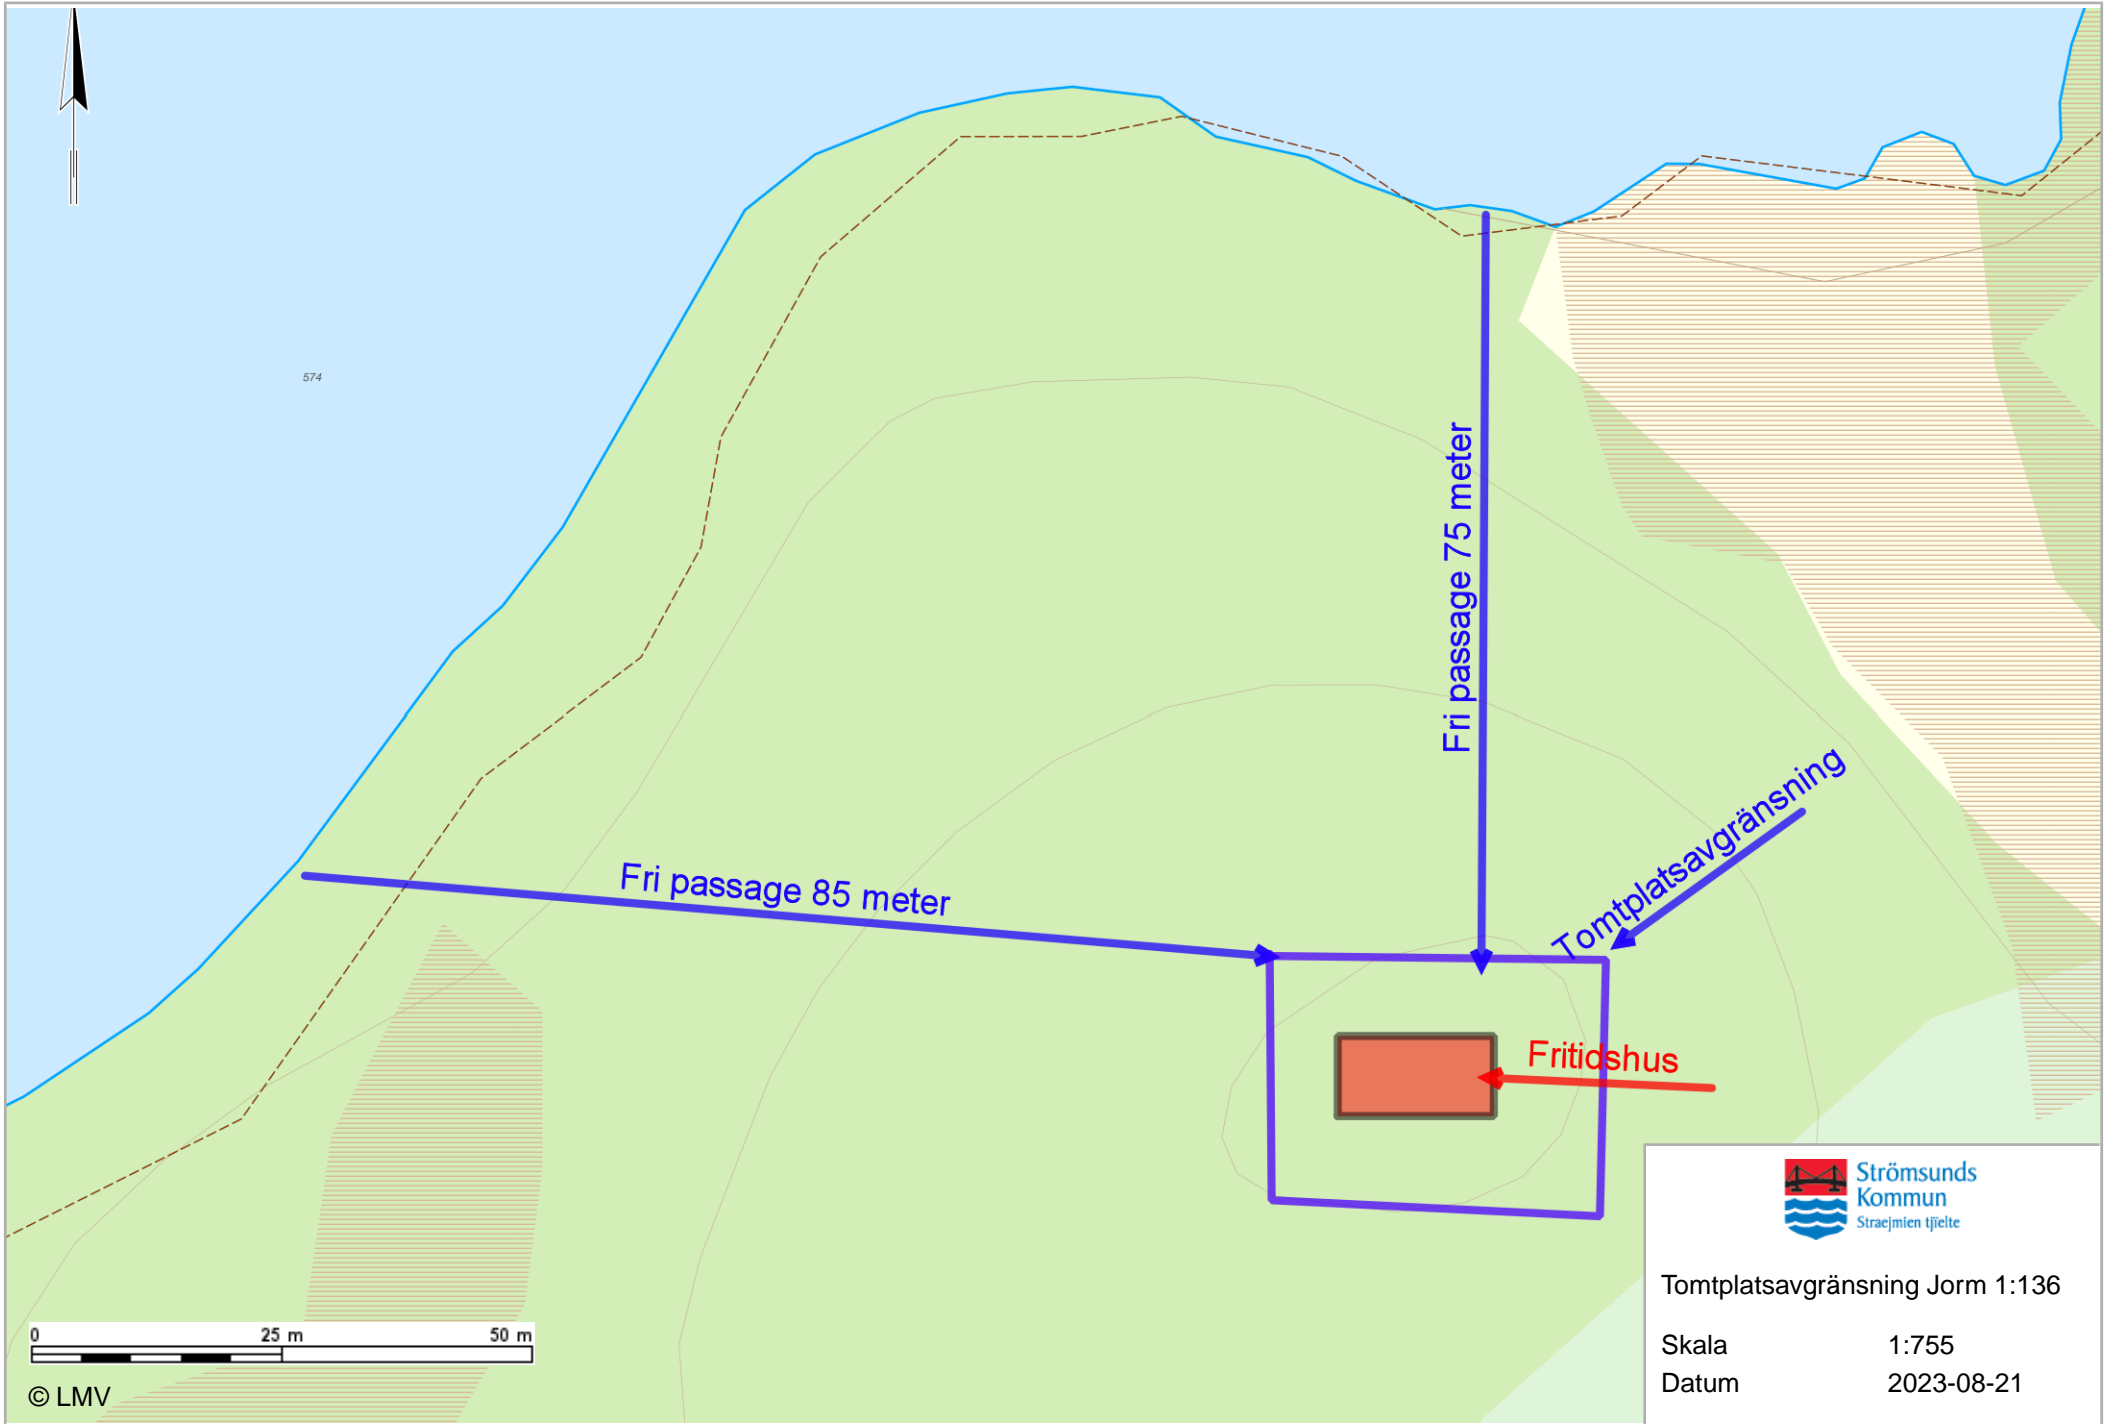 574
Fri passage 75 meter
Tomtplatsavgränsning
Fri passage 85 meter
Fritidshus
Strömsunds
Kommun
Straejmien tjïelte
Tomtplatsavgränsning Jorm 1:136
Skala 1:755
Datum 2023-08-21
0 25 m 50 m
© LMV